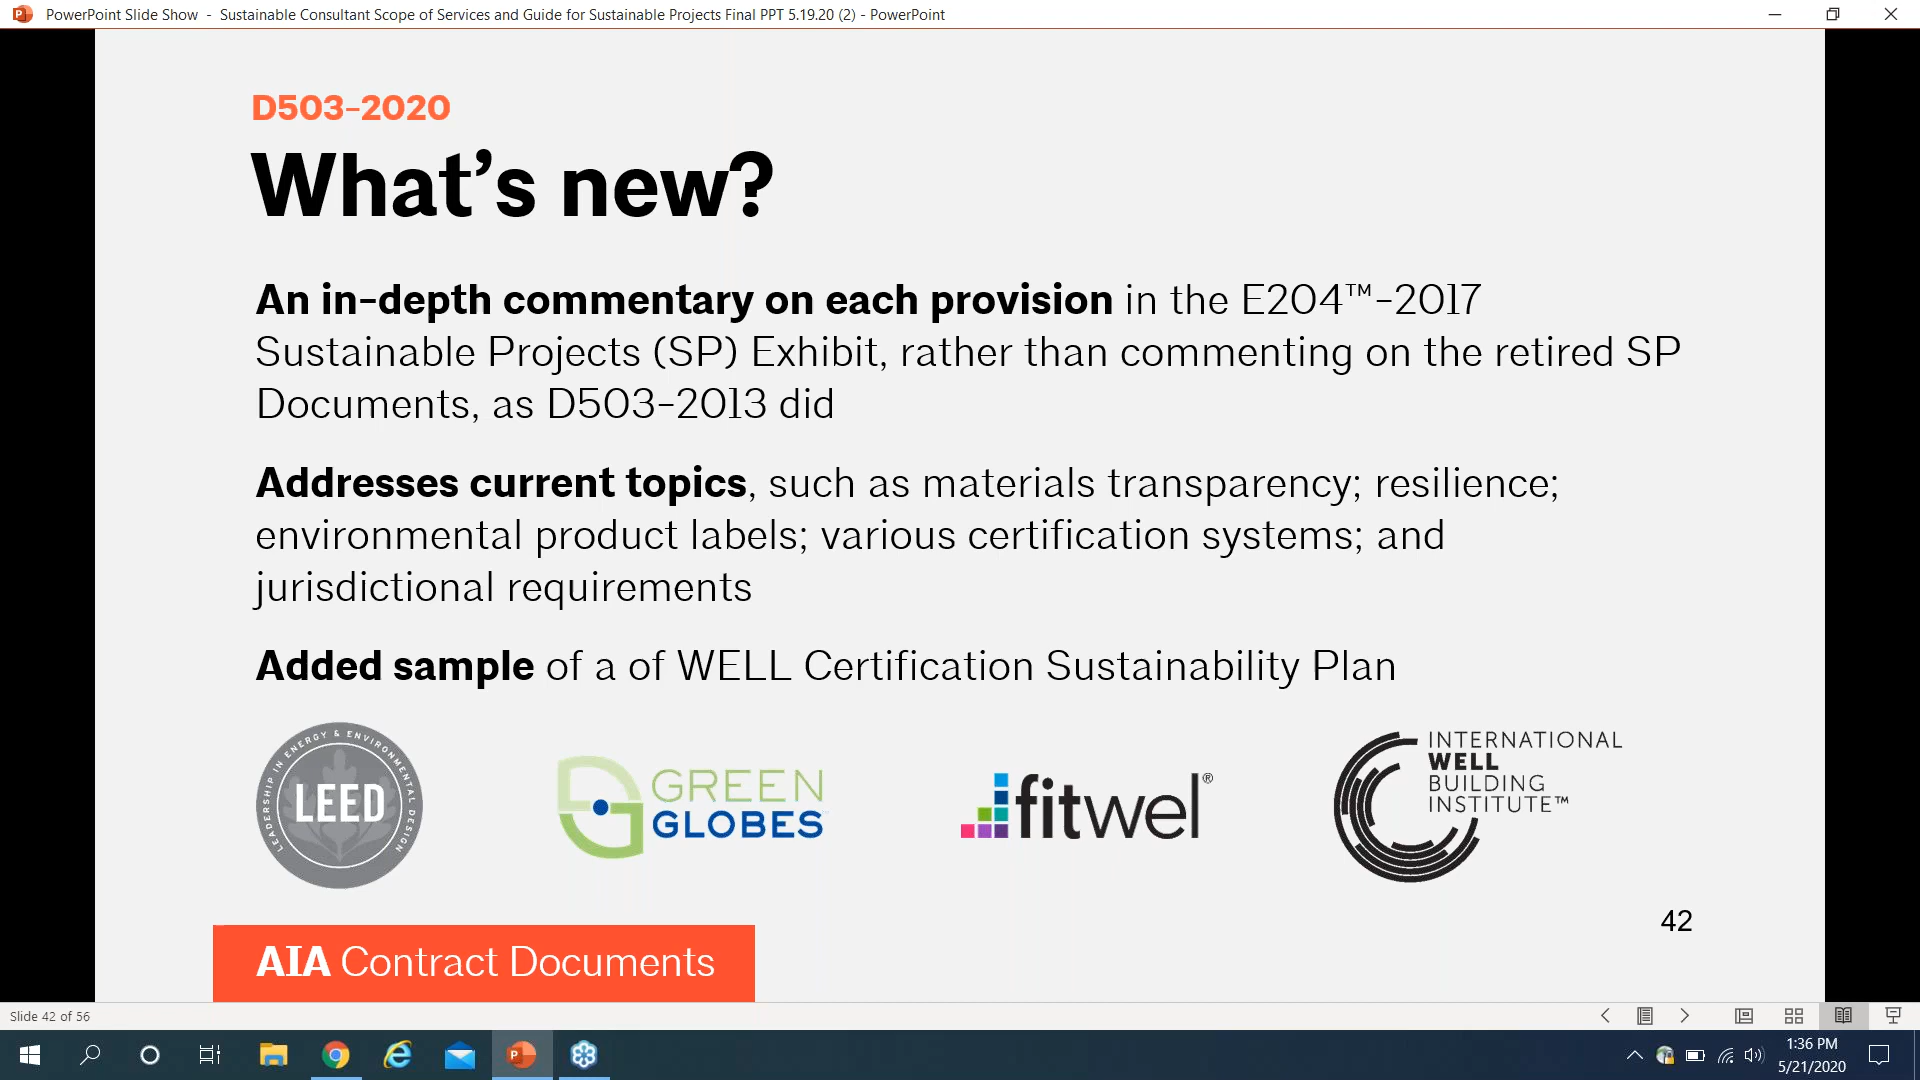 PowerPoint Slide Show - Sustainable Consultant Scope of Services and Guide for Sustainable Projects Final PPT 5.19.20 (2) - PowerPoint
D503-2020
What's new?
An in-depth commentary on each provision in the E204™-2017
Sustainable Projects (SP) Exhibit, rather than commenting on the retired SP
Documents, as D503-2013 did
Addresses current topics, such as materials transparency; resilience;
environmental product labels; various certification systems; and
jurisdictional requirements
Added sample of a of WELL Certification Sustainability Plan
LEADERSHIP IN ENERGY & ENVIRONMENTAL DESIGN
LEED
GREEN
GLOBES
fitwel®
INTERNATIONAL
WELL
BUILDING
INSTITUTE™
42
AIA Contract Documents
Slide 42 of 56
1:36 PM
5/21/2020